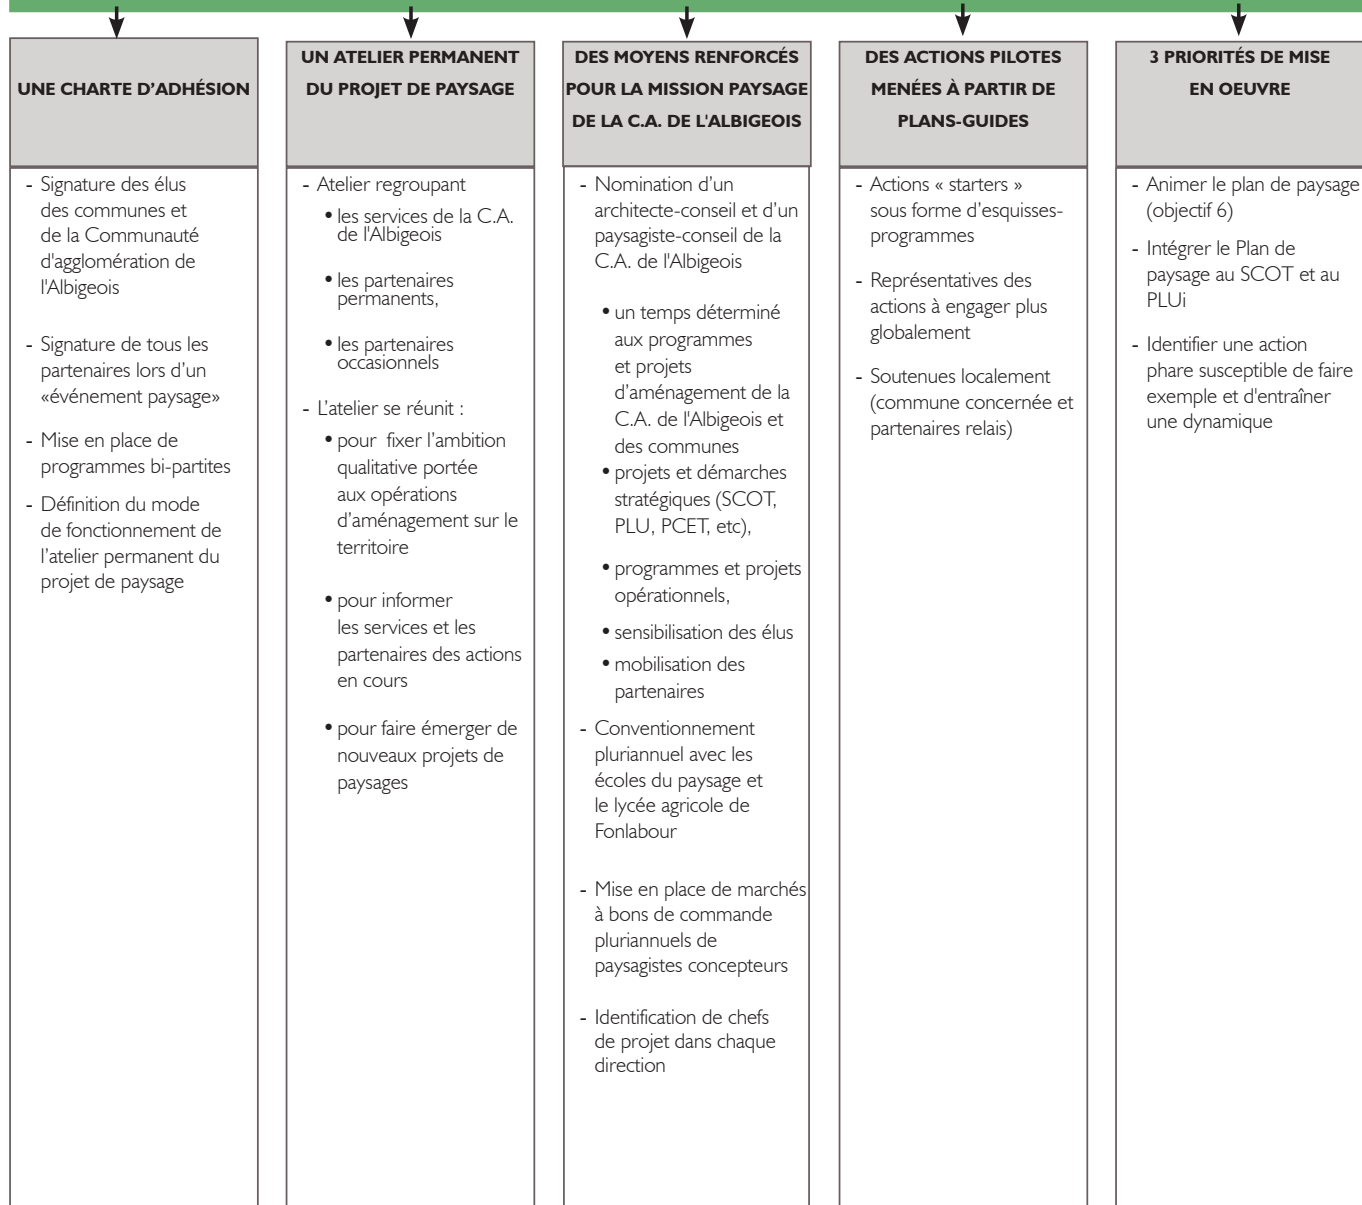 UNE CHARTE D’ADHÉSION
- Signature des élus
des communes et
de la Communauté
d'agglomération de
l'Albigeois
- Signature de tous les
partenaires lors d’un
«événement paysage»
- Mise en place de
programmes bi-partites
- Définition du mode
de fonctionnement de
l’atelier permanent du
projet de paysage
UN ATELIER PERMANENT
DU PROJET DE PAYSAGE
- Atelier regroupant
• les services de la C.A.
de l'Albigeois
• les partenaires
permanents,
• les partenaires
occasionnels
- L’atelier se réunit :
• pour fixer l’ambition
qualitative portée
aux opérations
d’aménagement sur le
territoire
• pour informer
les services et les
partenaires des actions
en cours
• pour faire émerger de
nouveaux projets de
paysages
DES MOYENS RENFORCÉS
POUR LA MISSION PAYSAGE
DE LA C.A. DE L'ALBIGEOIS
- Nomination d’un
architecte-conseil et d’un
paysagiste-conseil de la
C.A. de l'Albigeois
• un temps déterminé
aux programmes
et projets
d’aménagement de la
C.A. de l'Albigeois et
des communes
• projets et démarches
stratégiques (SCOT,
PLU, PCET, etc),
• programmes et projets
opérationnels,
• sensibilisation des élus
• mobilisation des
partenaires
- Conventionnement
pluriannuel avec les
écoles du paysage et
le lycée agricole de
Fonlabour
- Mise en place de marchés
à bons de commande
pluriannuels de
paysagistes concepteurs
- Identification de chefs
de projet dans chaque
direction
DES ACTIONS PILOTES
MENÉES À PARTIR DE
PLANS-GUIDES
- Actions « starters »
sous forme d’esquisses-
programmes
- Représentatives des
actions à engager plus
globalement
- Soutenues localement
(commune concernée et
partenaires relais)
3 PRIORITÉS DE MISE
EN OEUVRE
- Animer le plan de paysage
(objectif 6)
- Intégrer le Plan de
paysage au SCOT et au
PLUi
- Identifier une action
phare susceptible de faire
exemple et d'entraîner
une dynamique